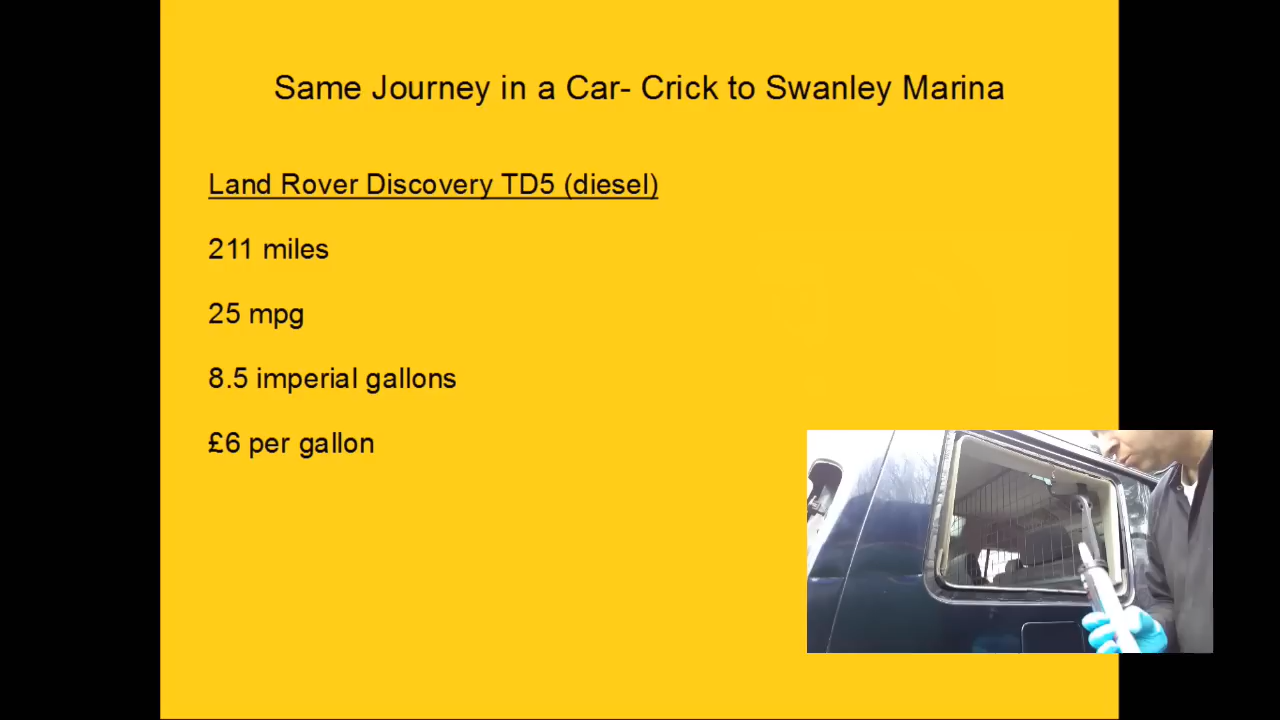 Same Journey in a Car- Crick to Swanley Marina
Land Rover Discovery TD5 (diesel)
211 miles
25 mpg
8.5 imperial gallons
£6 per gallon